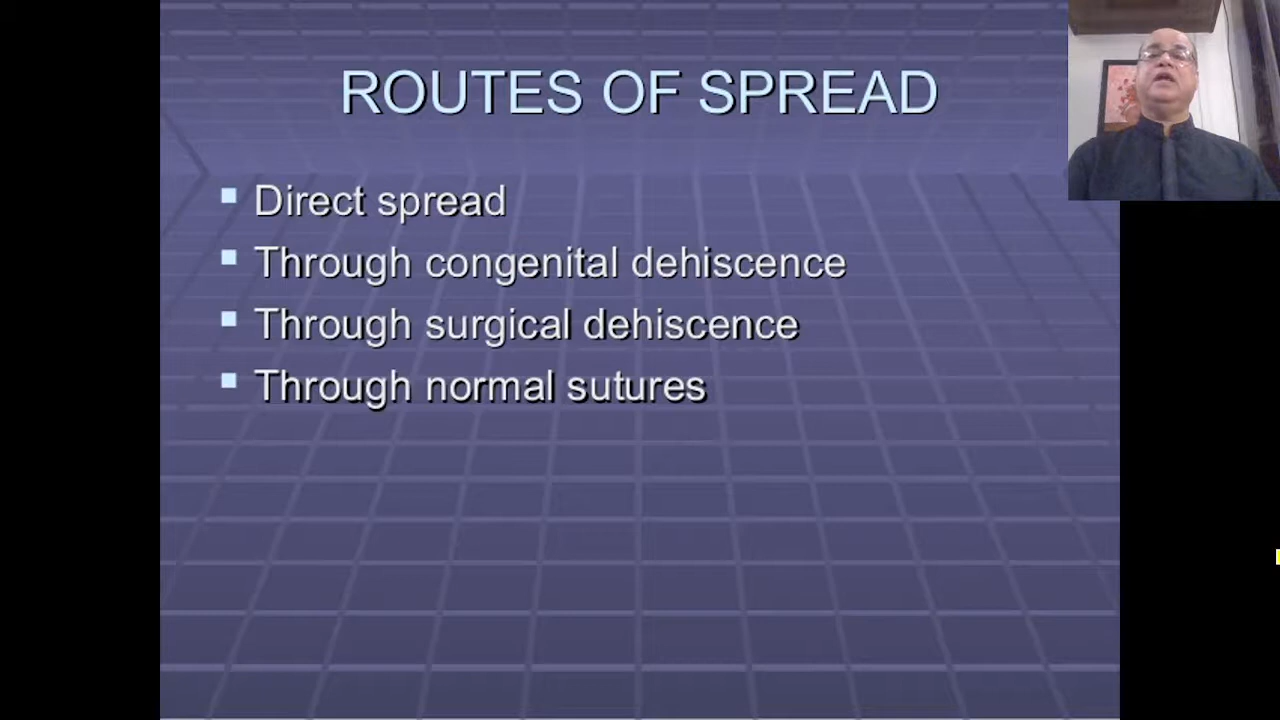 ROUTES OF SPREAD
Direct spread
Through congenital dehiscence
Through surgical dehiscence
Through normal sutures